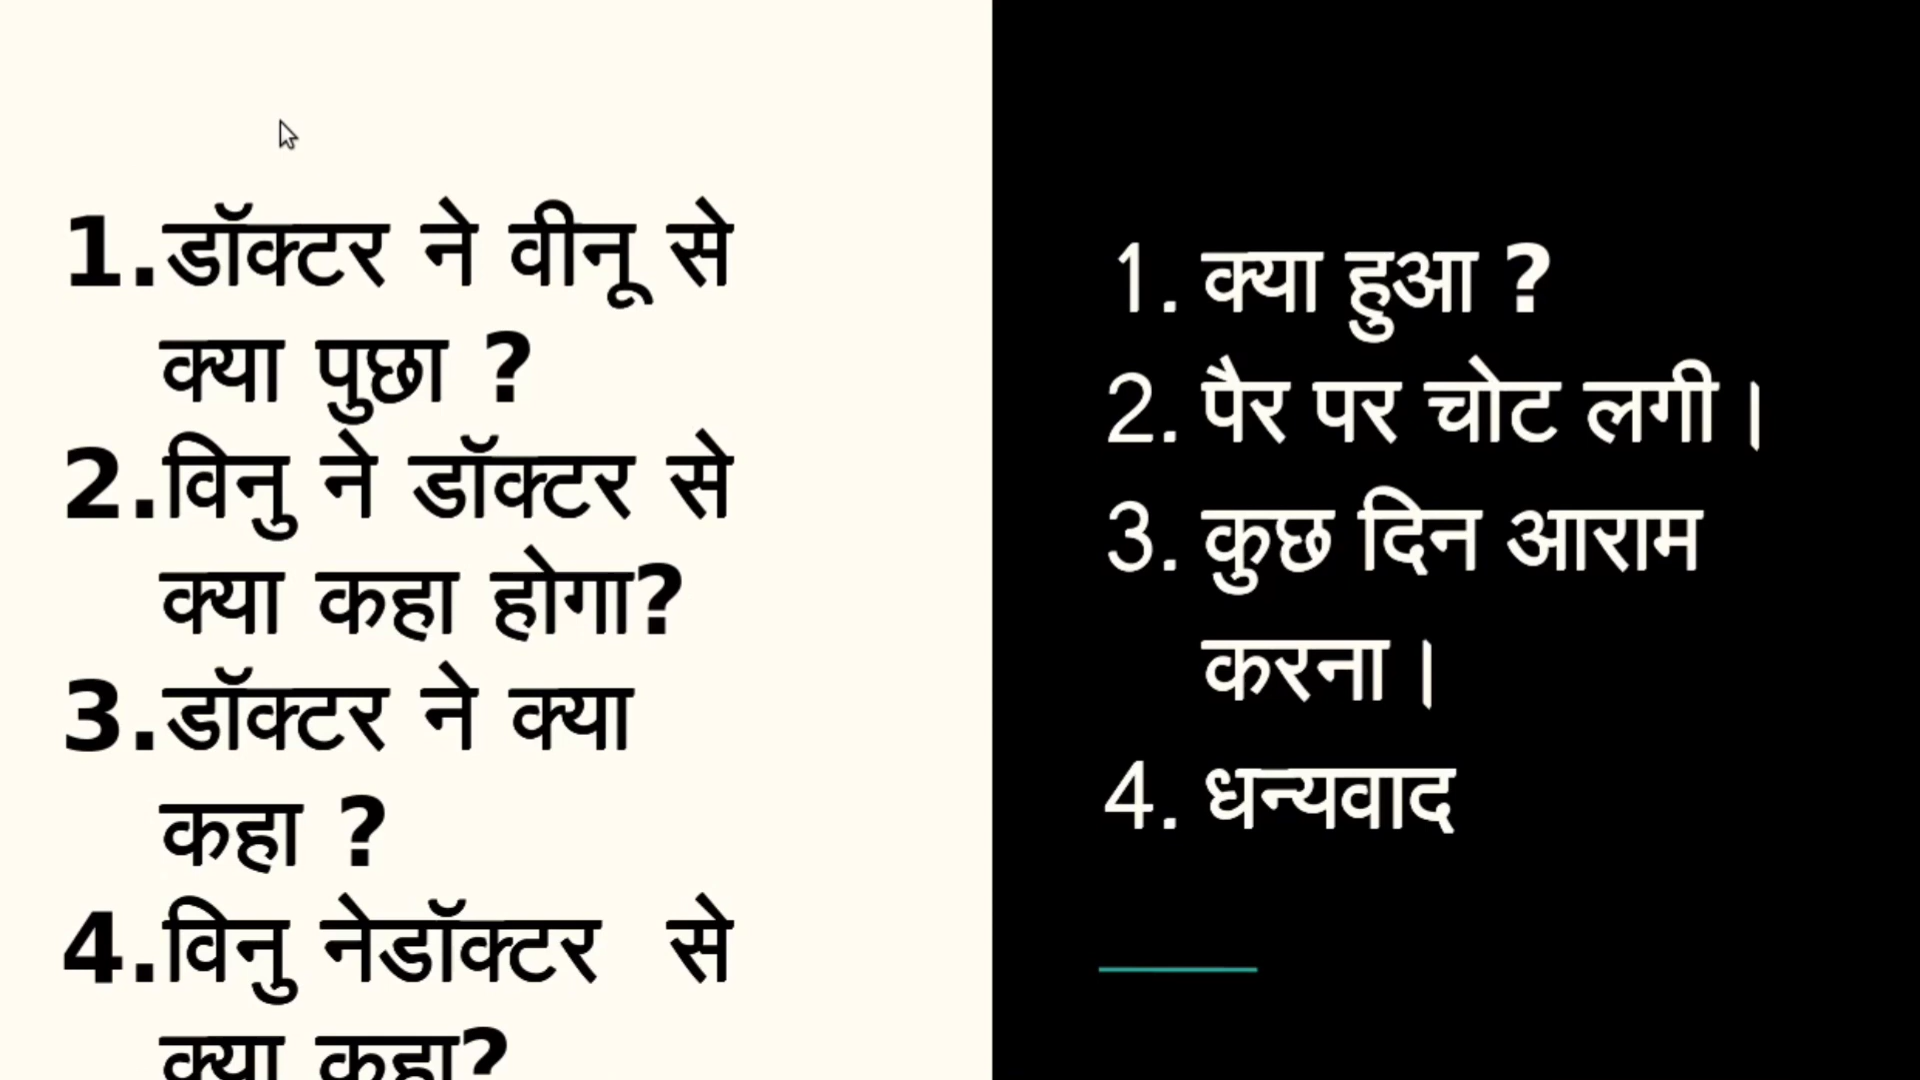 1.डॉक्टर ने वीनू से
क्या पुछा ?
2.विनु ने डॉक्टर से
क्या कहा होगा?
3.डॉक्टर ने क्या
कहा ?
4.विनु नेडॉक्टर से
क्या कहा?
1. क्या हुआ ?
2. पैर पर चोट लगी।
3. कुछ दिन आराम
करना।
4. धन्यवाद